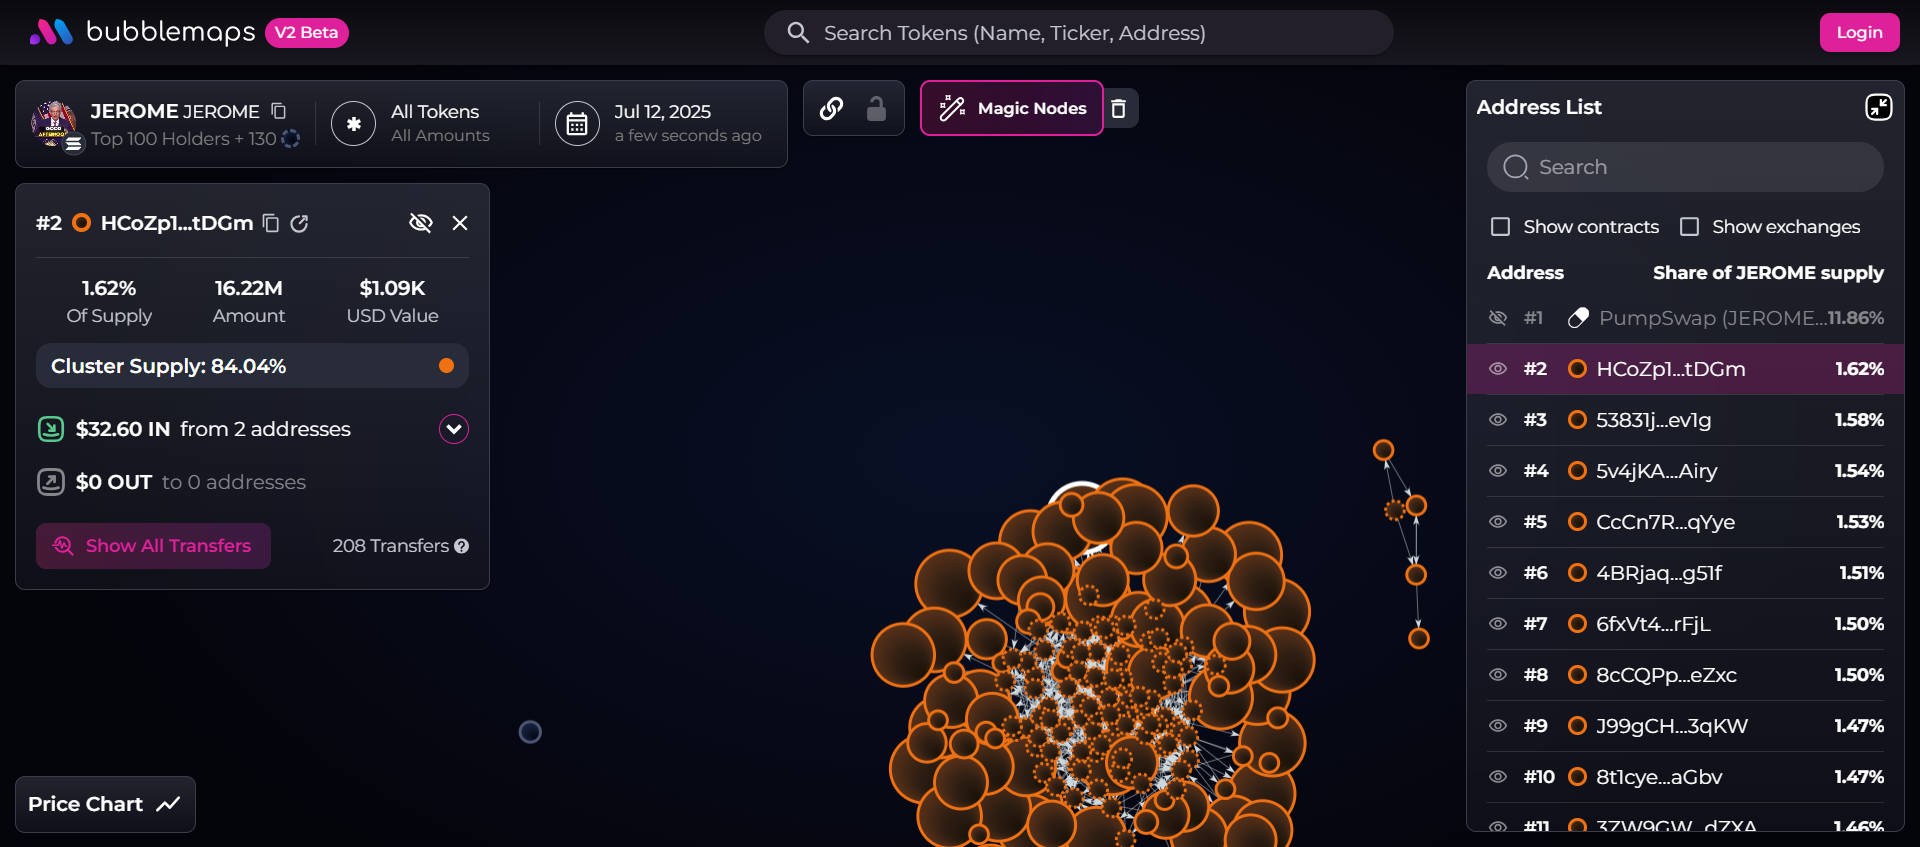 bubblemaps V2 Beta
Search Tokens (Name, Ticker, Address)
Login
JEROME JEROME
Top 100 Holders + 130
All Tokens
All Amounts
Jul 12, 2025
a few seconds ago
Magic Nodes
#2 HCoZp1...tDGm
1.62% 16.22M $1.09K
Of Supply Amount USD Value
Cluster Supply: 84.04%
$32.60 IN from 2 addresses
$0 OUT to 0 addresses
Show All Transfers 208 Transfers
Price Chart
Address List
Search
Show contracts Show exchanges
Address Share of JEROME supply
#1 PumpSwap (JEROME...11.86%
#2 HCoZp1...tDGm 1.62%
#3 53831j...ev1g 1.58%
#4 5v4jKA...Airy 1.54%
#5 CcCn7R...qYye 1.53%
#6 4BRjaq...g51f 1.51%
#7 6fxVt4...rFjL 1.50%
#8 8cCQPp...eZxc 1.50%
#9 J99gCH...3qKW 1.47%
#10 8t1cye...aGbv 1.47%
#11 3ZW9GW...dZXA 1.46%